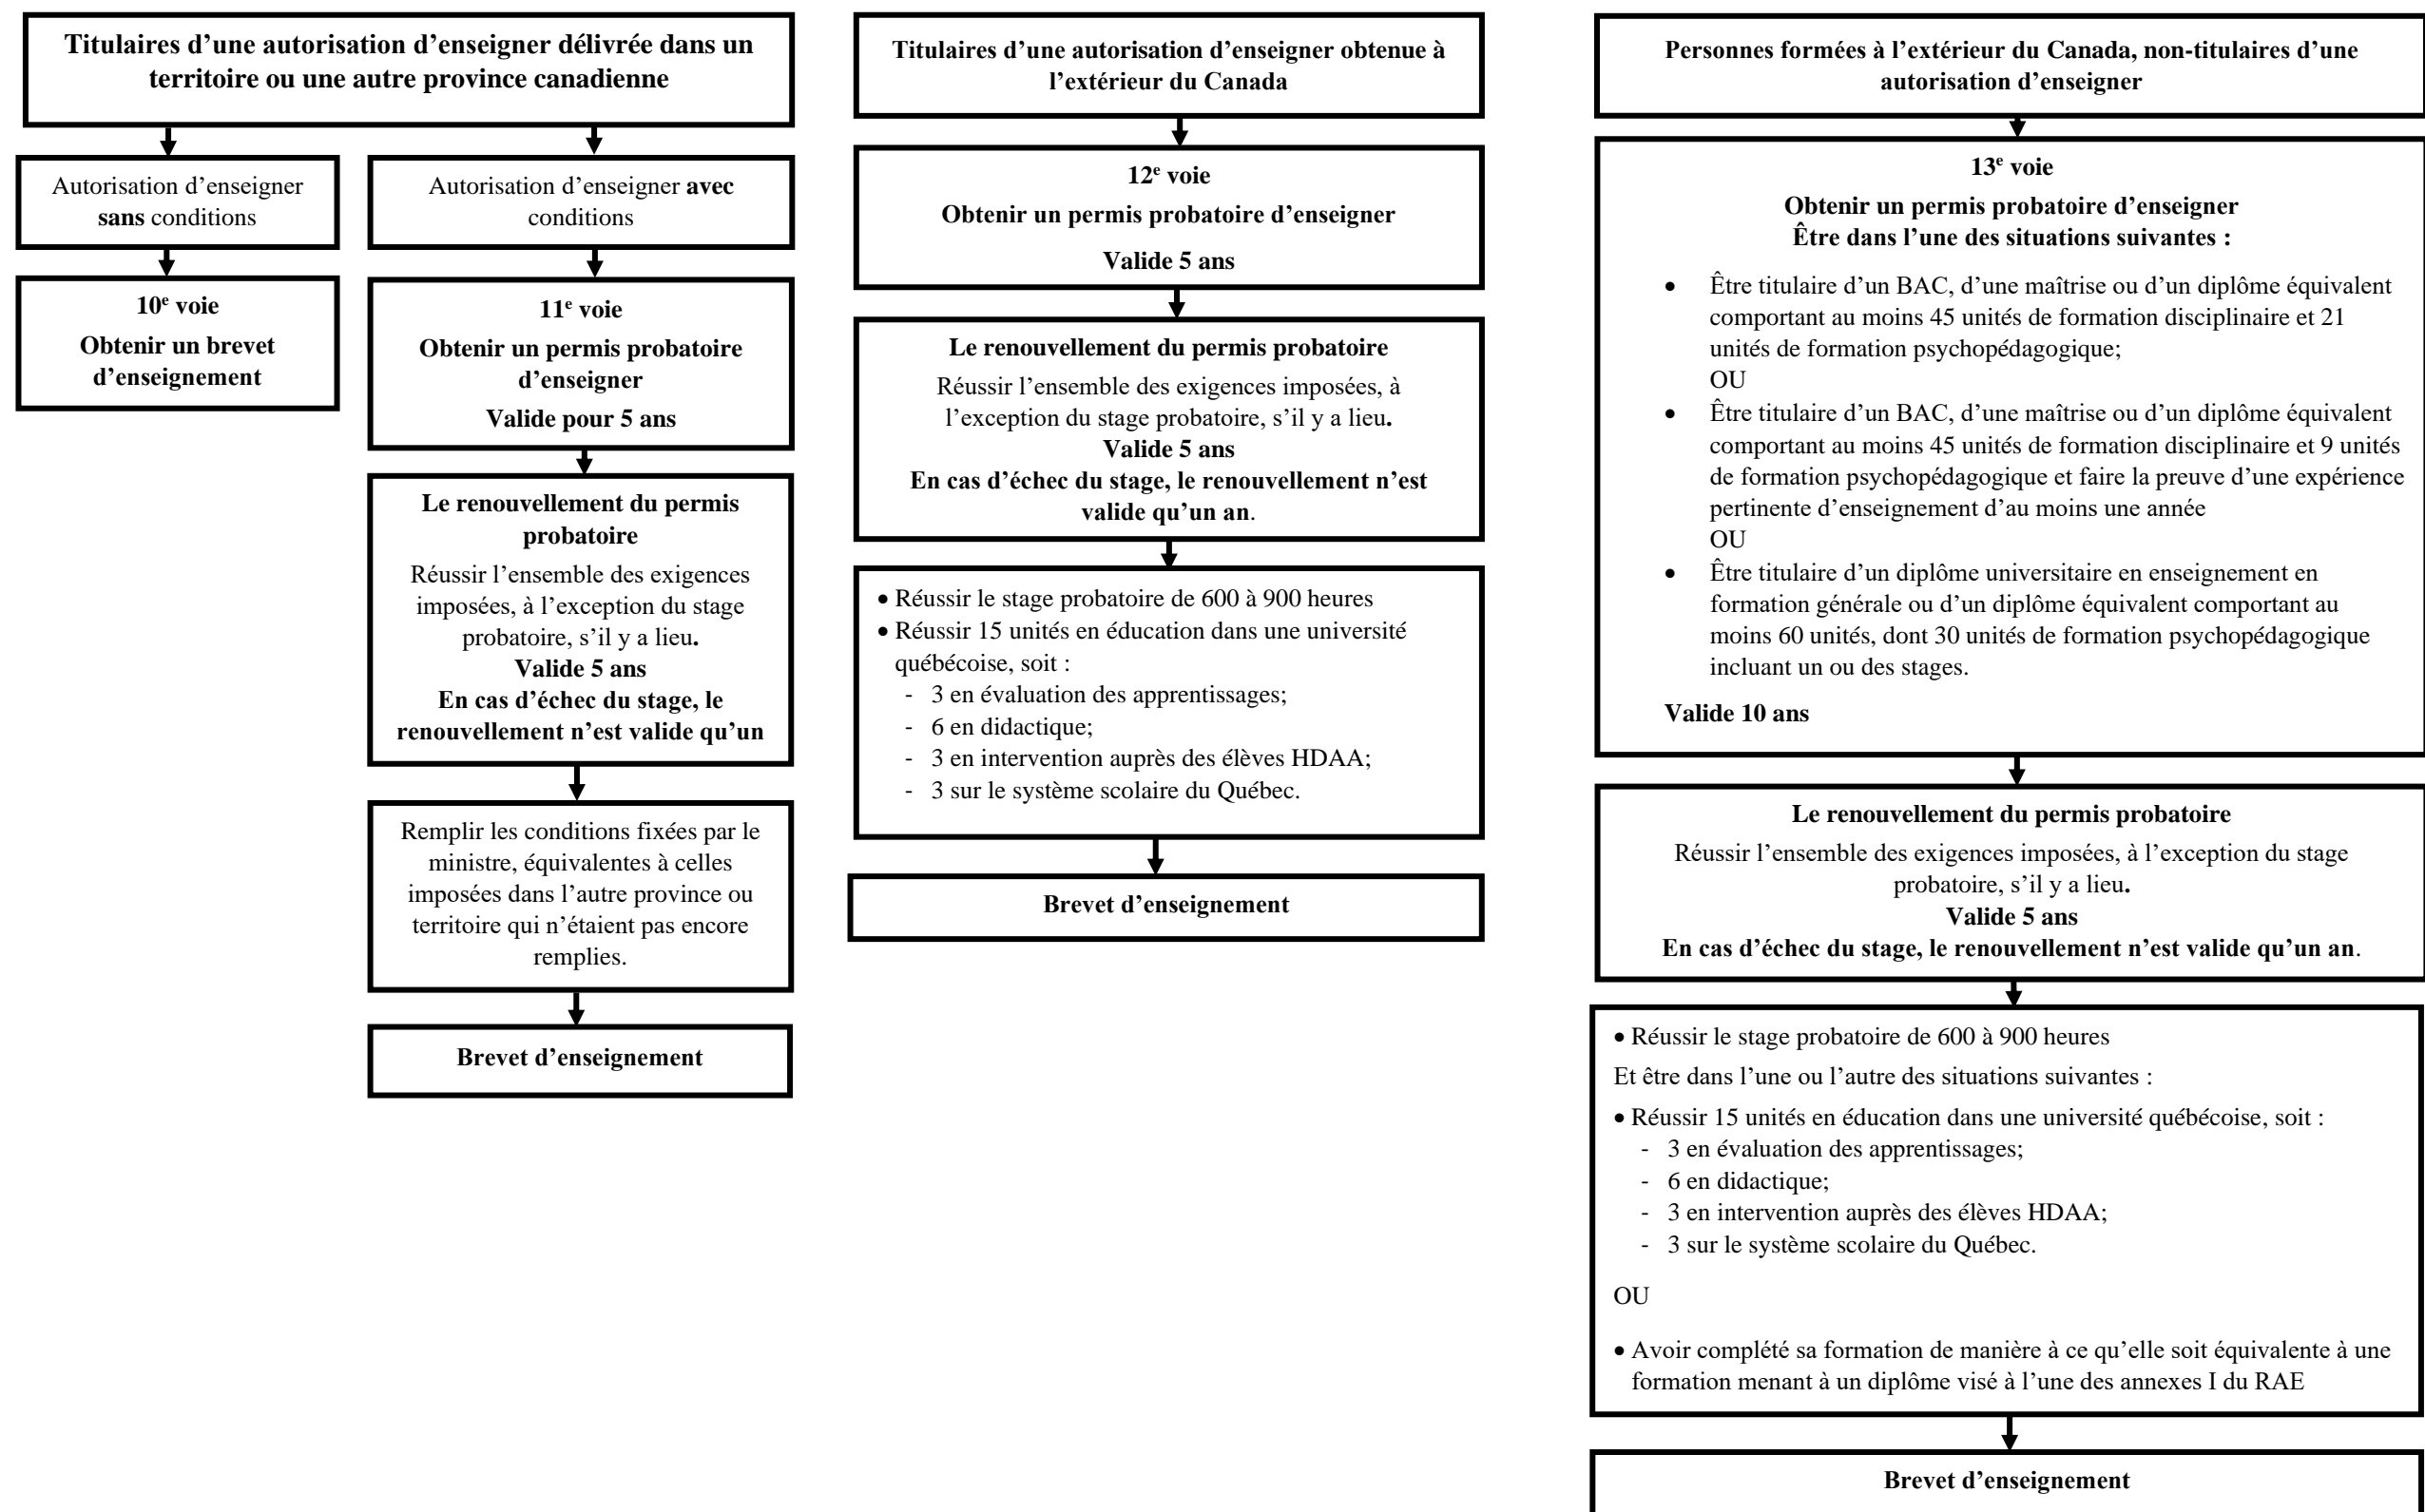 Titulaires d’une autorisation d’enseigner délivrée dans un
territoire ou une autre province canadienne
Autorisation d’enseigner
sans conditions
10e voie
Obtenir un brevet
d’enseignement
Autorisation d’enseigner avec
conditions
11e voie
Obtenir un permis probatoire
d’enseigner
Valide pour 5 ans
Le renouvellement du permis
probatoire
Réussir l’ensemble des exigences
imposées, à l’exception du stage
probatoire, s’il y a lieu.
Valide 5 ans
En cas d’échec du stage, le
renouvellement n’est valide qu’un
Remplir les conditions fixées par le
ministre, équivalentes à celles
imposées dans l’autre province ou
territoire qui n’étaient pas encore
remplies.
Brevet d’enseignement
Titulaires d’une autorisation d’enseigner obtenue à
l’extérieur du Canada
12e voie
Obtenir un permis probatoire d’enseigner
Valide 5 ans
Le renouvellement du permis probatoire
Réussir l’ensemble des exigences imposées, à
l’exception du stage probatoire, s’il y a lieu.
Valide 5 ans
En cas d’échec du stage, le renouvellement n’est
valide qu’un an.
• Réussir le stage probatoire de 600 à 900 heures
• Réussir 15 unités en éducation dans une université
québécoise, soit :
- 3 en évaluation des apprentissages;
- 6 en didactique;
- 3 en intervention auprès des élèves HDAA;
- 3 sur le système scolaire du Québec.
Brevet d’enseignement
Personnes formées à l’extérieur du Canada, non-titulaires d’une
autorisation d’enseigner
13e voie
Obtenir un permis probatoire d’enseigner
Être dans l’une des situations suivantes :
• Être titulaire d’un BAC, d’une maîtrise ou d’un diplôme équivalent
comportant au moins 45 unités de formation disciplinaire et 21
unités de formation psychopédagogique;
OU
• Être titulaire d’un BAC, d’une maîtrise ou d’un diplôme équivalent
comportant au moins 45 unités de formation disciplinaire et 9 unités
de formation psychopédagogique et faire la preuve d’une expérience
pertinente d’enseignement d’au moins une année
OU
• Être titulaire d’un diplôme universitaire en enseignement en
formation générale ou d’un diplôme équivalent comportant au
moins 60 unités, dont 30 unités de formation psychopédagogique
incluant un ou des stages.
Valide 10 ans
Le renouvellement du permis probatoire
Réussir l’ensemble des exigences imposées, à l’exception du stage
probatoire, s’il y a lieu.
Valide 5 ans
En cas d’échec du stage, le renouvellement n’est valide qu’un an.
• Réussir le stage probatoire de 600 à 900 heures
Et être dans l’une ou l’autre des situations suivantes :
• Réussir 15 unités en éducation dans une université québécoise, soit :
- 3 en évaluation des apprentissages;
- 6 en didactique;
- 3 en intervention auprès des élèves HDAA;
- 3 sur le système scolaire du Québec.
OU
• Avoir complété sa formation de manière à ce qu’elle soit équivalente à une
formation menant à un diplôme visé à l’une des annexes I du RAE
Brevet d’enseignement